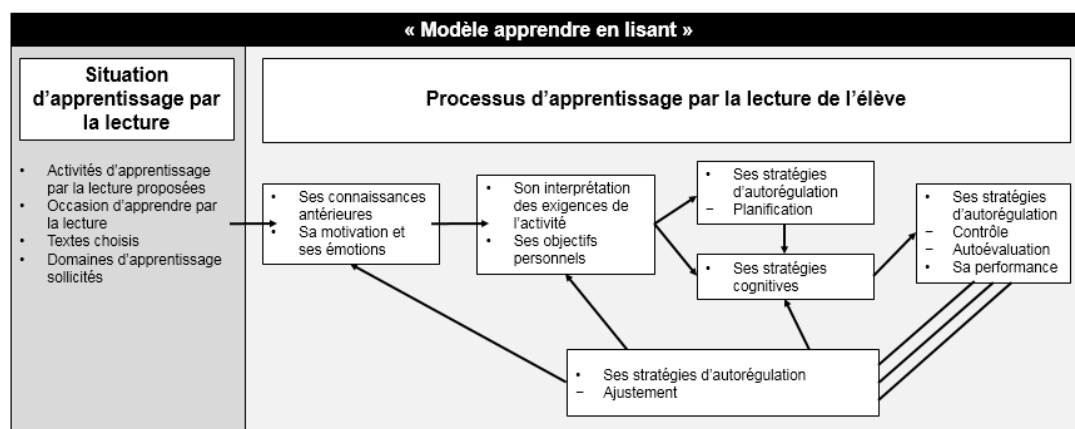 « Modèle apprendre en lisant »
Situation
d’apprentissage par
la lecture
Processus d’apprentissage par la lecture de l’élève
• Activités d’apprentissage
par la lecture proposées
• Occasion d’apprendre par
la lecture
• Textes choisis
• Domaines d’apprentissage
sollicités
• Ses connaissances
antérieures
• Sa motivation et
ses émotions
• Son interprétation
des exigences de
l’activité
• Ses objectifs
personnels
• Ses stratégies
d’autorégulation
– Planification
• Ses stratégies
cognitives
• Ses stratégies
d’autorégulation
– Contrôle
– Autoévaluation
• Sa performance
• Ses stratégies d’autorégulation
– Ajustement